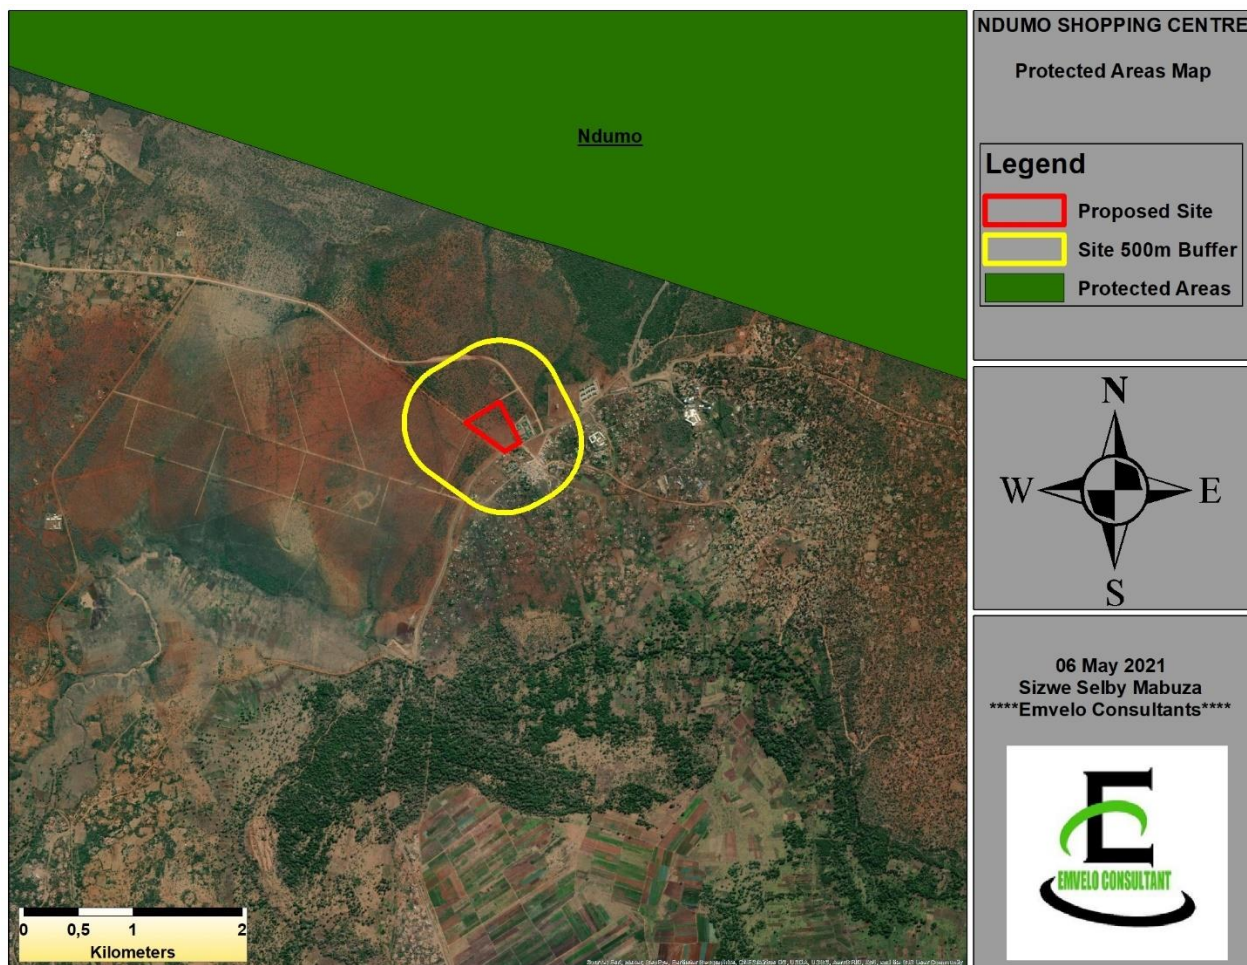 NDUMO SHOPPING CENTRE
Protected Areas Map
Ndumo
Legend
Proposed Site
Site 500m Buffer
Protected Areas
N
W
E
S
06 May 2021
Sizwe Selby Mabuza
****Emvelo Consultants****
E
EMVELO CONSULTANT
0 0,5 1 2
Kilometers